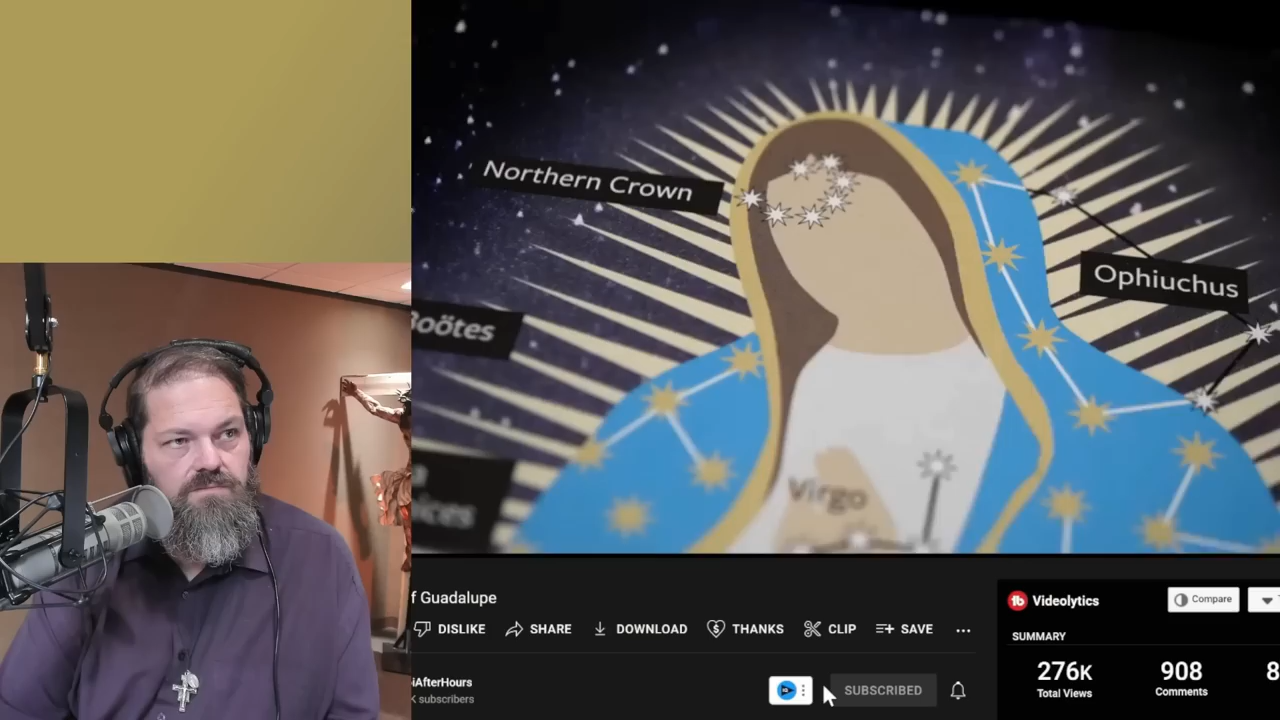 Northern Crown
Ophiuchus
Boötes
Virgo
f Guadalupe
DISLIKE
SHARE
DOWNLOAD
THANKS
CLIP
SAVE
iAfterHours
K subscribers
SUBSCRIBED
Videolytics
Compare
SUMMARY
276K
908
8
Total Views
Comments